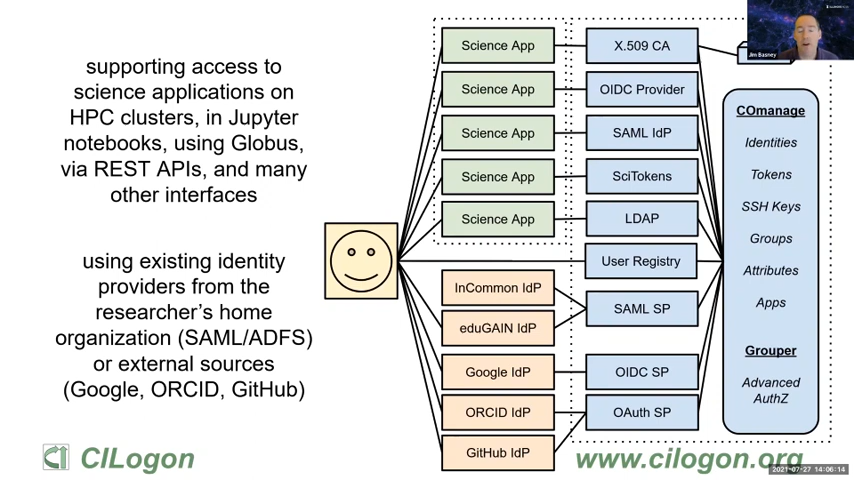 supporting access to
science applications on
HPC clusters, in Jupyter
notebooks, using Globus,
via REST APIs, and many
other interfaces
using existing identity
providers from the
researcher's home
organization (SAML/ADFS)
or external sources
(Google, ORCID, GitHub)
Science App
Science App
Science App
Science App
Science App
InCommon IdP
eduGAIN IdP
Google IdP
ORCID IdP
GitHub IdP
X.509 CA
OIDC Provider
SAML IdP
SciTokens
LDAP
User Registry
SAML SP
OIDC SP
OAuth SP
COmanage
Identities
Tokens
SSH Keys
Groups
Attributes
Apps
Grouper
Advanced
AuthZ
Jim Basney
CILogon
www.cilogon.org
2021-07-27 14:06:14